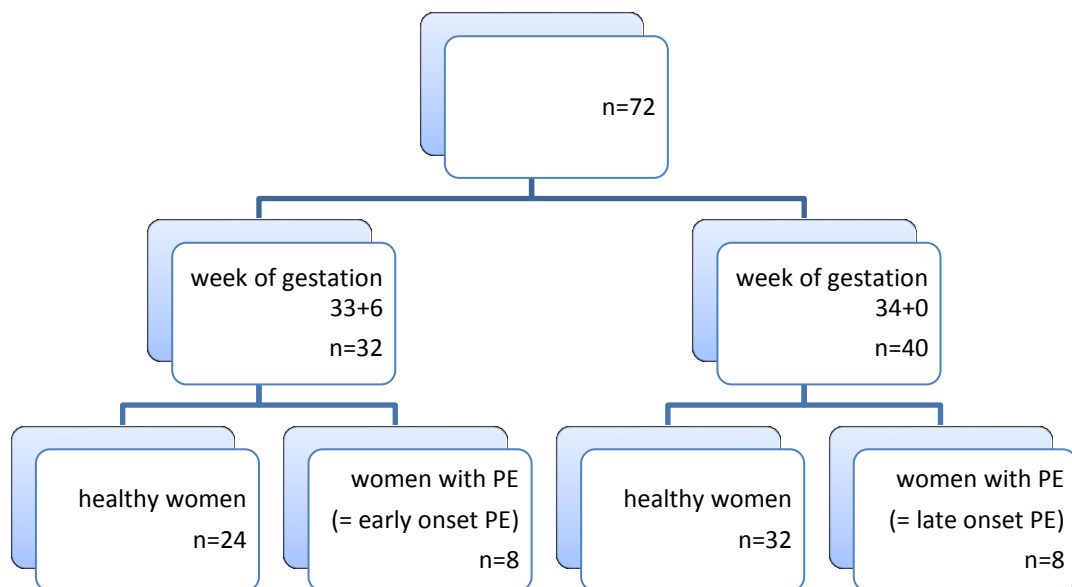 n=72
week of gestation
33+6
n=32
week of gestation
34+0
n=40
healthy women
n=24
women with PE
(= early onset PE)
n=8
healthy women
n=32
women with PE
(= late onset PE)
n=8